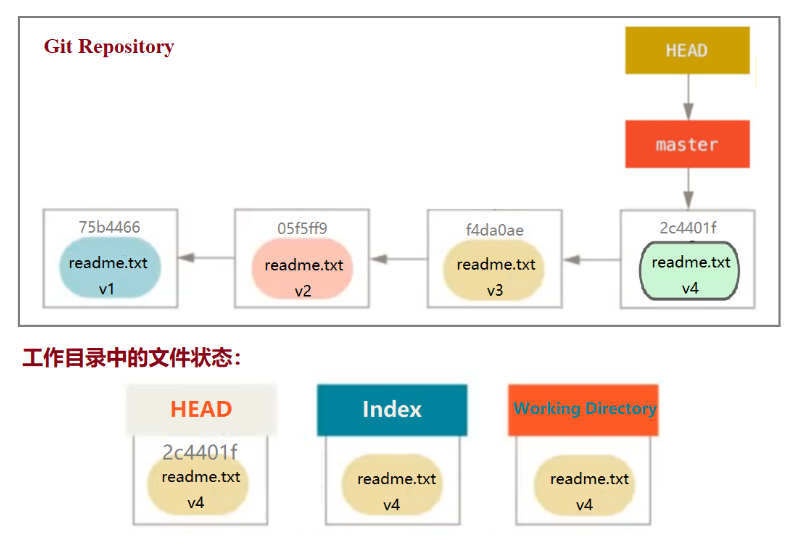 Git Repository
HEAD
master
75b4466
readme.txt
v1
05f5ff9
readme.txt
v2
f4da0ae
readme.txt
v3
2c4401f
readme.txt
v4
工作目录中的文件状态：
HEAD
2c4401f
readme.txt
v4
Index
readme.txt
v4
Working Directory
readme.txt
v4